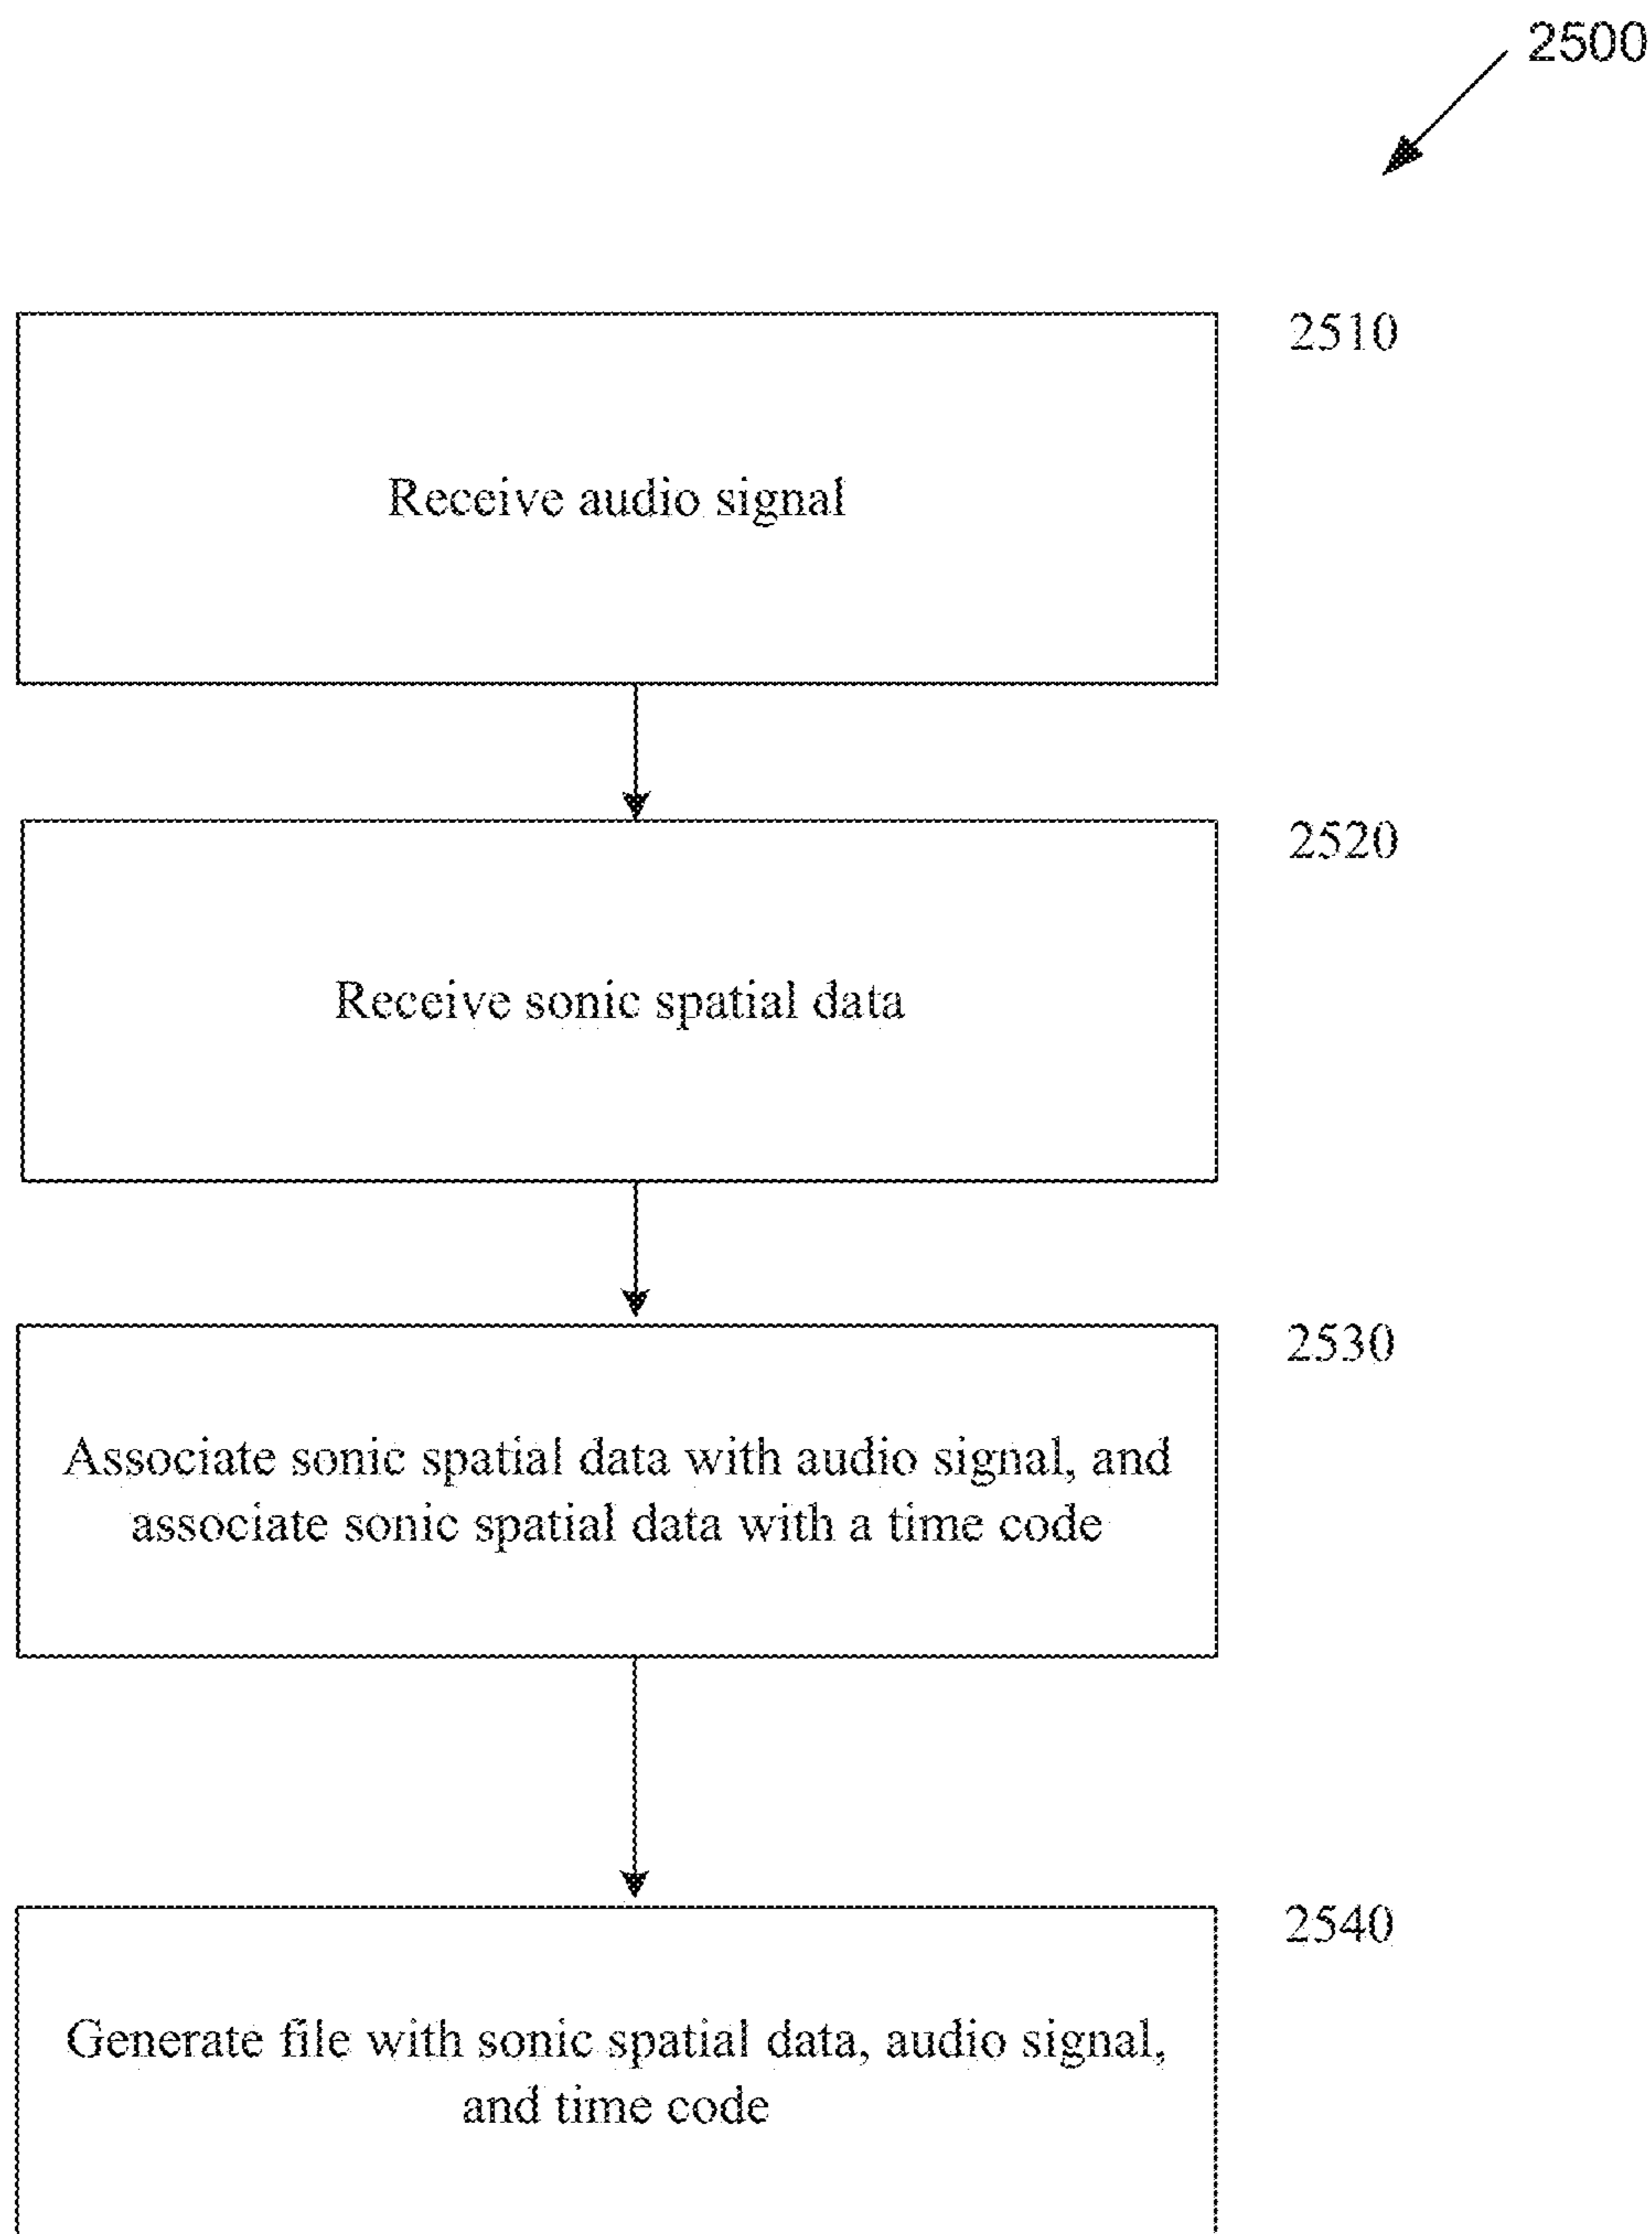 2500
2510
Receive audio signal
2520
Receive sonic spatial data
2530
Associate sonic spatial data with audio signal, and
associate sonic spatial data with a time code
2540
Generate file with sonic spatial data, audio signal,
and time code